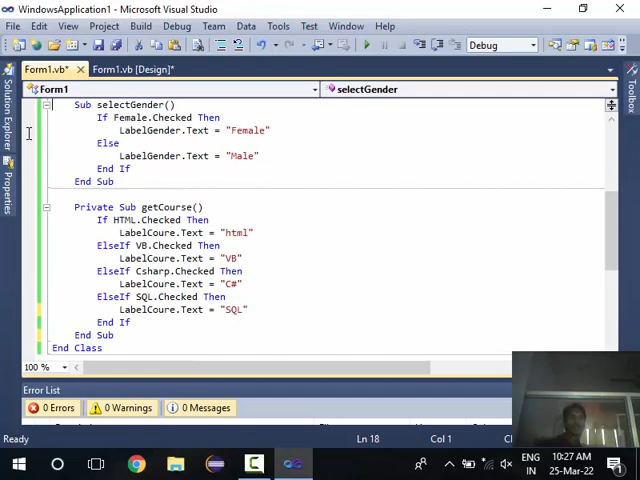 WindowsApplication1 - Microsoft Visual Studio
File Edit View Project Build Debug Team Data Tools Test Window Help
Debug
Form1.vb* Form1.vb [Design]*
Form1 selectGender
Solution Explorer
Properties
Toolbox
Sub selectGender()
If Female.Checked Then
LabelGender.Text = "Female"
Else
LabelGender.Text = "Male"
End If
End Sub
Private Sub getCourse()
If HTML.Checked Then
LabelCoure.Text = "html"
ElseIf VB.Checked Then
LabelCoure.Text = "VB"
ElseIf Csharp.Checked Then
LabelCoure.Text = "C#"
ElseIf SQL.Checked Then
LabelCoure.Text = "SQL"
End If
End Sub
End Class
100 %
Error List
0 Errors 0 Warnings 0 Messages
Ready Ln 18 Col 1
ENG
IN
10:27 AM
25-Mar-22
1